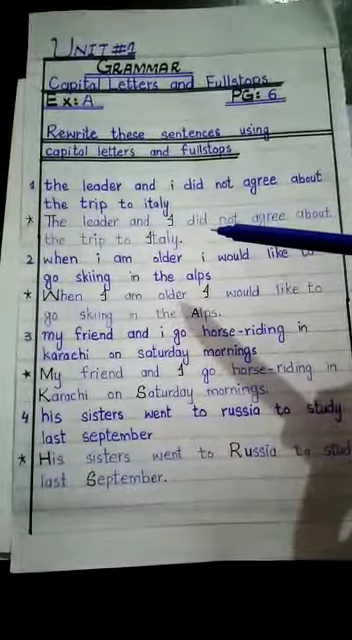 UNIT #1
GRAMMAR
Capital Letters and Fullstops
Ex: A PG: 6
Rewrite these sentences using
capital letters and fullstops
1 the leader and i did not agree about
the trip to italy
* The leader and I did not agree about
the trip to Italy.
2 when i am older i would like to
go skiing in the alps
* When I am older I would like to
go skiing in the Alps.
3 my friend and i go horse-riding in
karachi on saturday mornings
* My friend and I go horse-riding in
Karachi on Saturday mornings.
4 his sisters went to russia to study
last september
* His sisters went to Russia to stud
last September.